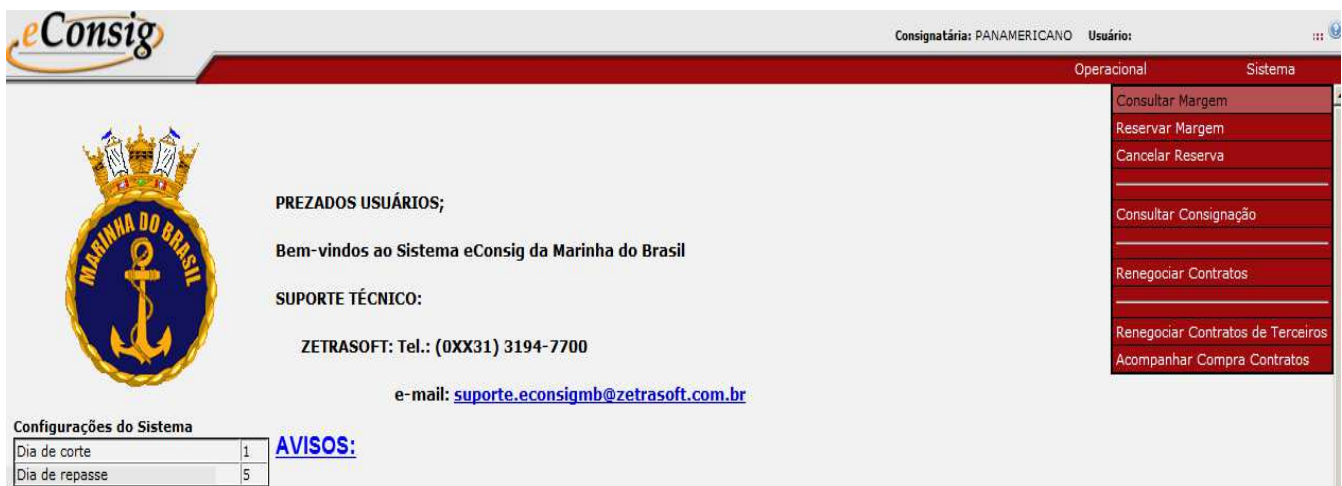 eConsig
Consignatária: PANAMERICANO Usuário:
Operacional Sistema
Consultar Margem
Reservar Margem
Cancelar Reserva
Consultar Consignação
Renegociar Contratos
Renegociar Contratos de Terceiros
Acompanhar Compra Contratos
MARINHA DO BRASIL
PREZADOS USUÁRIOS;
Bem-vindos ao Sistema eConsig da Marinha do Brasil
SUPORTE TÉCNICO:
ZETRASOFT: Tel.: (0XX31) 3194-7700
e-mail: suporte.econsigmb@zetrasoft.com.br
AVISOS:
Configurações do Sistema
Dia de corte 1
Dia de repasse 5